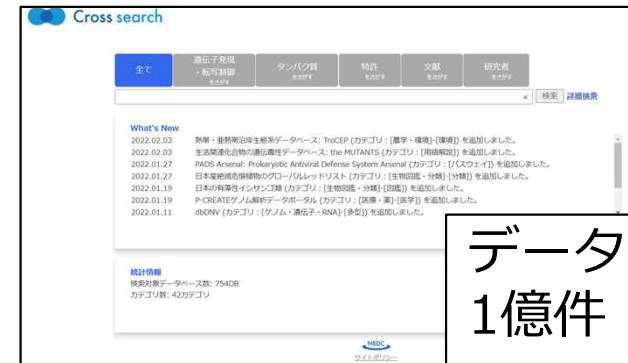 Cross search
全て
遺伝子発現
・転写制御
をさがす
タンパク質
をさがす
特許
をさがす
文献
をさがす
研究者
をさがす
× 検索 詳細検索
What's New
2022.02.03 熱帯・亜熱帯沿岸生態系データベース: TroCEP (カテゴリ : [農学・環境]-[環境]) を追加しました。
2022.02.03 生活関連化合物の遺伝毒性データベース: the MUTANTS (カテゴリ : [用語解説]) を追加しました。
2022.01.27 PADS Arsenal: Prokaryotic Antiviral Defense System Arsenal (カテゴリ : [パスウェイ]) を追加しました。
2022.01.27 日本産絶滅危惧植物のグローバルレッドリスト (カテゴリ : [生物図鑑・分類]-[分類]) を追加しました。
2022.01.19 日本の有藻性イシサンゴ類 (カテゴリ : [生物図鑑・分類]-[図鑑]) を追加しました。
2022.01.19 P-CREATEゲノム解析データポータル (カテゴリ : [医療・薬]-[医学]) を追加しました。
2022.01.11 dbDNV (カテゴリ : [ゲノム・遺伝子・RNA]-[多型]) を追加しました。
統計情報
検索対象データベース数: 754DB
カテゴリ数: 42カテゴリ
データ
1億件
NBDC
サイトポリシー